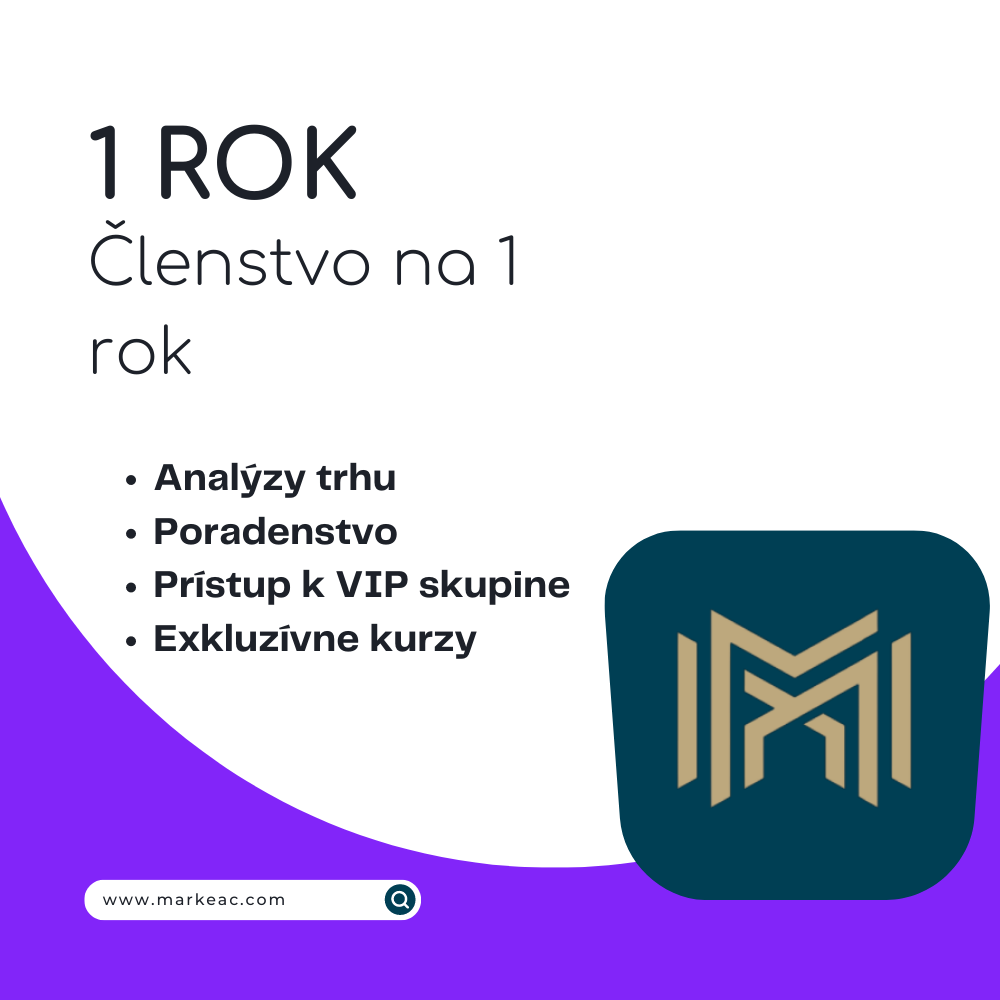 1 ROK
Členstvo na 1
rok
• Analýzy trhu
• Poradenstvo
• Prístup k VIP skupine
• Exkluzívne kurzy
www.markeac.com